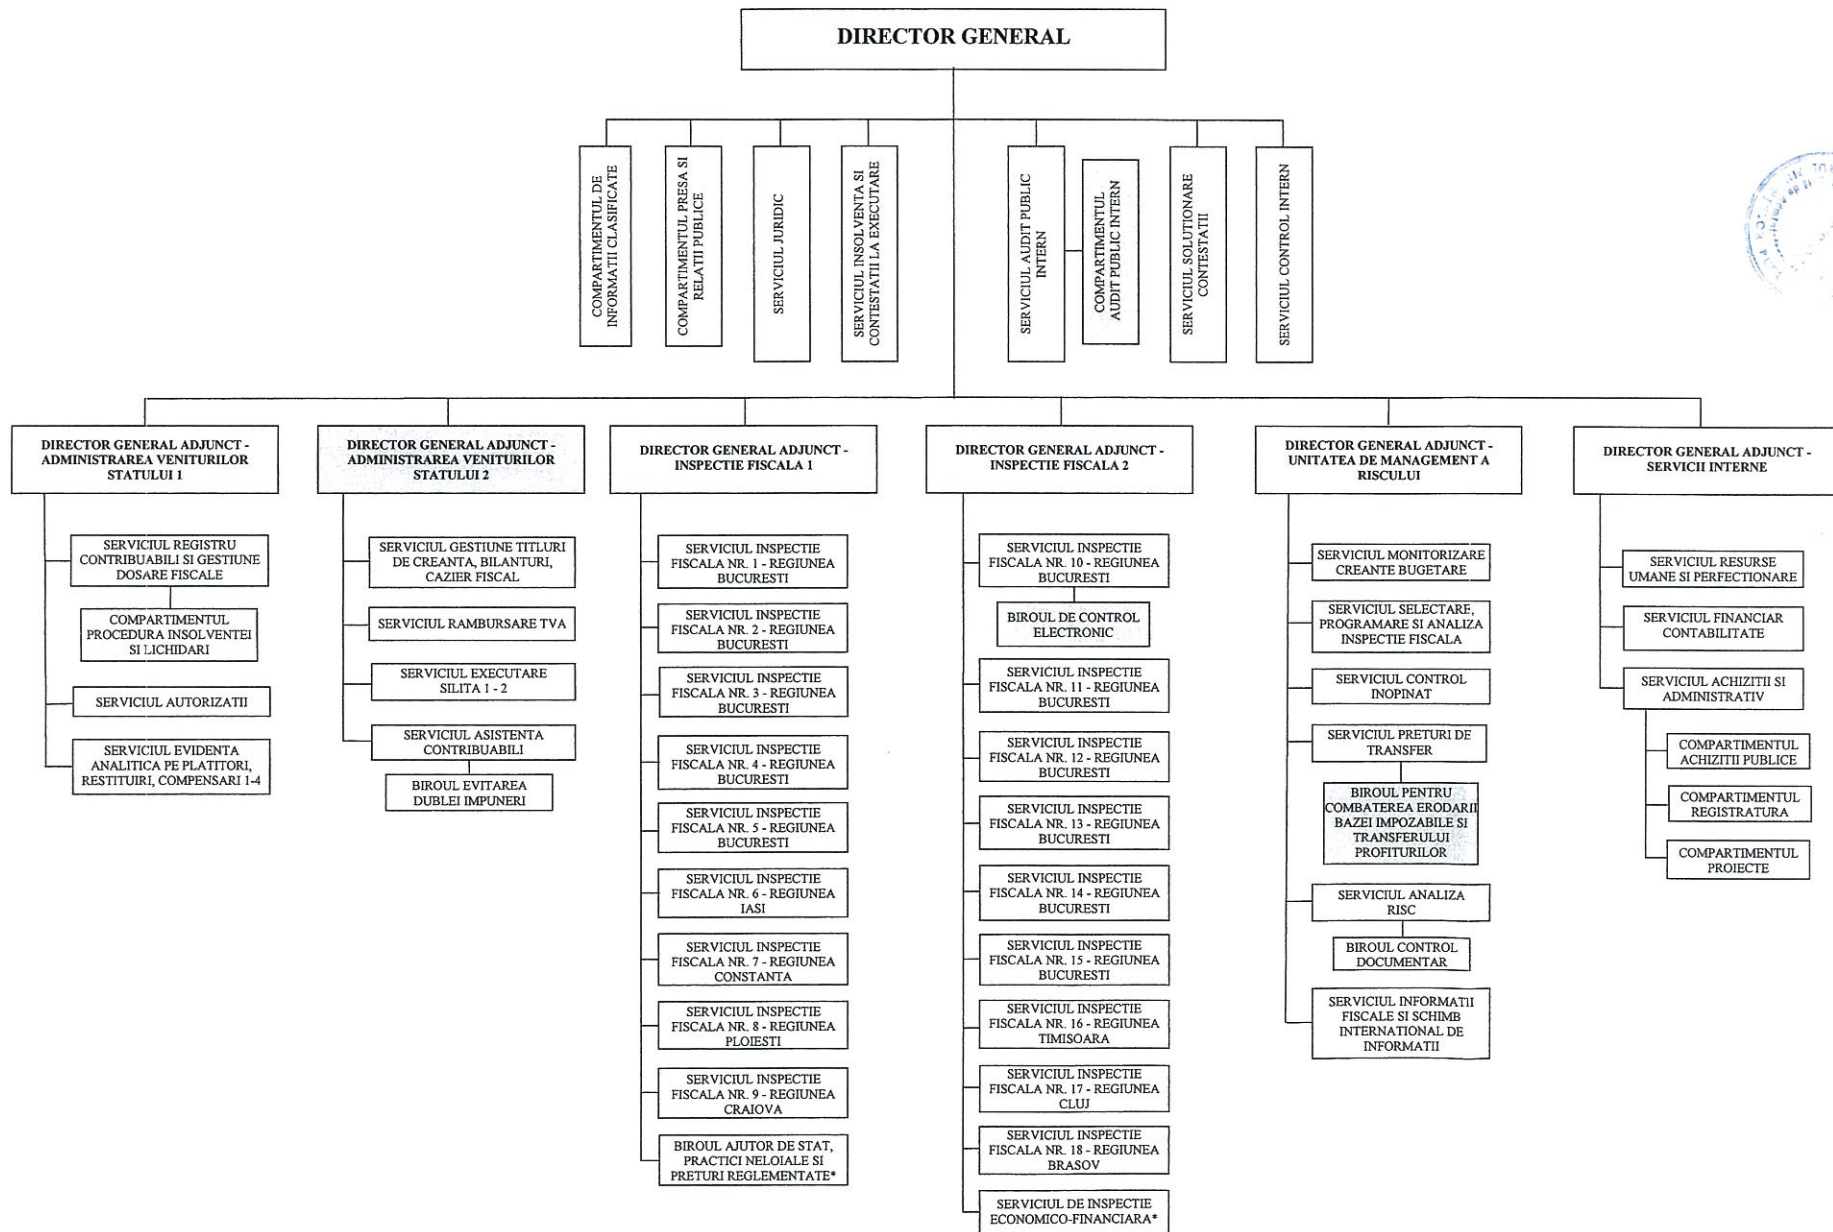 DIRECTOR GENERAL
COMPARTIMENTUL DE
INFORMATII CLASIFICATE
COMPARTIMENTUL PRESA SI
RELATII PUBLICE
SERVICIUL JURIDIC
SERVICIUL INSOLVENTA SI
CONTESTATII LA EXECUTARE
SERVICIUL AUDIT PUBLIC
INTERN
COMPARTIMENTUL
AUDIT PUBLIC INTERN
SERVICIUL SOLUTIONARE
CONTESTATII
SERVICIUL CONTROL INTERN
DIRECTOR GENERAL ADJUNCT -
ADMINISTRAREA VENITURILOR
STATULUI 1
SERVICIUL REGISTRU
CONTRIBUABILI SI GESTIUNE
DOSARE FISCALE
COMPARTIMENTUL
PROCEDURA INSOLVENTEI
SI LICHIDARI
SERVICIUL AUTORIZATII
SERVICIUL EVIDENTA
ANALITICA PE PLATITORI,
RESTITUIRI, COMPENSARI 1-4
DIRECTOR GENERAL ADJUNCT -
ADMINISTRAREA VENITURILOR
STATULUI 2
SERVICIUL GESTIUNE TITLURI
DE CREANTA, BILANTURI,
CAZIER FISCAL
SERVICIUL RAMBURSARE TVA
SERVICIUL EXECUTARE
SILITA 1 - 2
SERVICIUL ASISTENTA
CONTRIBUABILI
BIROUL EVITAREA
DUBLEI IMPUNERI
DIRECTOR GENERAL ADJUNCT -
INSPECTIE FISCALA 1
SERVICIUL INSPECTIE
FISCALA NR. 1 - REGIUNEA
BUCURESTI
SERVICIUL INSPECTIE
FISCALA NR. 2 - REGIUNEA
BUCURESTI
SERVICIUL INSPECTIE
FISCALA NR. 3 - REGIUNEA
BUCURESTI
SERVICIUL INSPECTIE
FISCALA NR. 4 - REGIUNEA
BUCURESTI
SERVICIUL INSPECTIE
FISCALA NR. 5 - REGIUNEA
BUCURESTI
SERVICIUL INSPECTIE
FISCALA NR. 6 - REGIUNEA
IASI
SERVICIUL INSPECTIE
FISCALA NR. 7 - REGIUNEA
CONSTANTA
SERVICIUL INSPECTIE
FISCALA NR. 8 - REGIUNEA
PLOIESTI
SERVICIUL INSPECTIE
FISCALA NR. 9 - REGIUNEA
CRAIOVA
BIROUL AJUTOR DE STAT,
PRACTICI NELOIALE SI
PRETURI REGLEMENTATE*
DIRECTOR GENERAL ADJUNCT -
INSPECTIE FISCALA 2
SERVICIUL INSPECTIE
FISCALA NR. 10 - REGIUNEA
BUCURESTI
BIROUL DE CONTROL
ELECTRONIC
SERVICIUL INSPECTIE
FISCALA NR. 11 - REGIUNEA
BUCURESTI
SERVICIUL INSPECTIE
FISCALA NR. 12 - REGIUNEA
BUCURESTI
SERVICIUL INSPECTIE
FISCALA NR. 13 - REGIUNEA
BUCURESTI
SERVICIUL INSPECTIE
FISCALA NR. 14 - REGIUNEA
BUCURESTI
SERVICIUL INSPECTIE
FISCALA NR. 15 - REGIUNEA
BUCURESTI
SERVICIUL INSPECTIE
FISCALA NR. 16 - REGIUNEA
TIMISOARA
SERVICIUL INSPECTIE
FISCALA NR. 17 - REGIUNEA
CLUJ
SERVICIUL INSPECTIE
FISCALA NR. 18 - REGIUNEA
BRASOV
SERVICIUL DE INSPECTIE
ECONOMICO-FINANCIARA*
DIRECTOR GENERAL ADJUNCT -
UNITATEA DE MANAGEMENT A
RISCULUI
SERVICIUL MONITORIZARE
CREANTE BUGETARE
SERVICIUL SELECTARE,
PROGRAMARE SI ANALIZA
INSPECTIE FISCALA
SERVICIUL CONTROL
INOPINAT
SERVICIUL PRETURI DE
TRANSFER
BIROUL PENTRU
COMBATEREA ERODARII
BAZEI IMPOZABILE SI
TRANSFERULUI
PROFITURILOR
SERVICIUL ANALIZA
RISC
BIROUL CONTROL
DOCUMENTAR
SERVICIUL INFORMATII
FISCALE SI SCHIMB
INTERNATIONAL DE
INFORMATII
DIRECTOR GENERAL ADJUNCT -
SERVICII INTERNE
SERVICIUL RESURSE
UMANE SI PERFECTIONARE
SERVICIUL FINANCIAR
CONTABILITATE
SERVICIUL ACHIZITII SI
ADMINISTRATIV
COMPARTIMENTUL
ACHIZITII PUBLICE
COMPARTIMENTUL
REGISTRATURA
COMPARTIMENTUL
PROIECTE